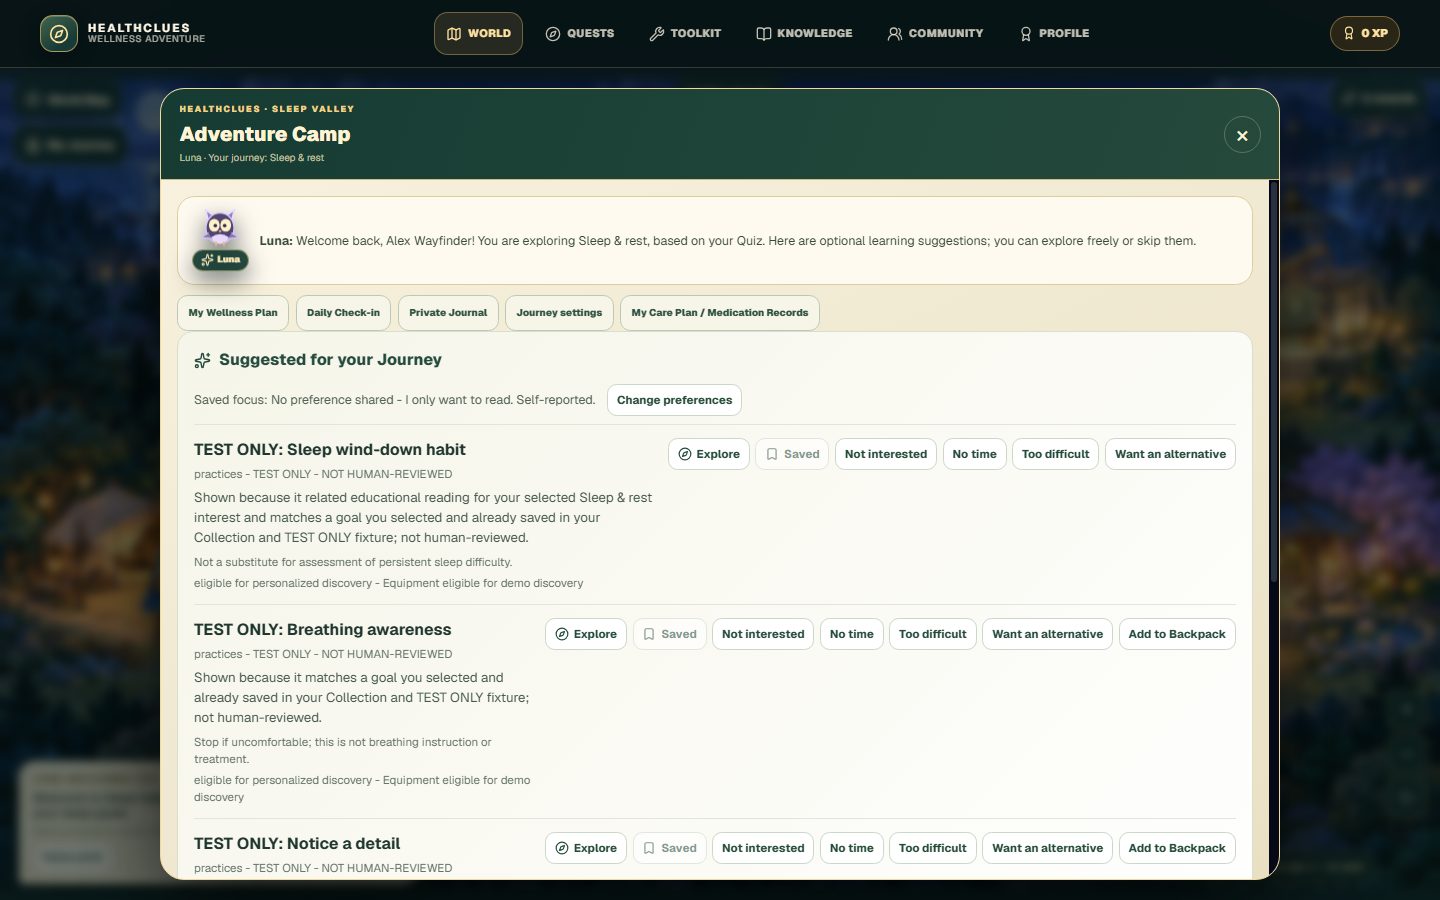 HEALTHCLUES
WELLNESS ADVENTURE
WORLD
QUESTS
TOOLKIT
KNOWLEDGE
COMMUNITY
PROFILE
0 XP
HEALTHCLUES · SLEEP VALLEY
Adventure Camp
Luna · Your journey: Sleep & rest
Luna
Luna: Welcome back, Alex Wayfinder! You are exploring Sleep & rest, based on your Quiz. Here are optional learning suggestions; you can explore freely or skip them.
My Wellness Plan
Daily Check-in
Private Journal
Journey settings
My Care Plan / Medication Records
Suggested for your Journey
Saved focus: No preference shared - I only want to read. Self-reported.
Change preferences
TEST ONLY: Sleep wind-down habit
practices - TEST ONLY - NOT HUMAN-REVIEWED
Shown because it related educational reading for your selected Sleep & rest
interest and matches a goal you selected and already saved in your
Collection and TEST ONLY fixture; not human-reviewed.
Not a substitute for assessment of persistent sleep difficulty.
eligible for personalized discovery - Equipment eligible for demo discovery
Explore
Saved
Not interested
No time
Too difficult
Want an alternative
TEST ONLY: Breathing awareness
practices - TEST ONLY - NOT HUMAN-REVIEWED
Shown because it matches a goal you selected and
already saved in your Collection and TEST ONLY fixture;
not human-reviewed.
Stop if uncomfortable; this is not breathing instruction or
treatment.
eligible for personalized discovery - Equipment eligible for demo
discovery
Explore
Saved
Not interested
No time
Too difficult
Want an alternative
Add to Backpack
TEST ONLY: Notice a detail
practices - TEST ONLY - NOT HUMAN-REVIEWED
Explore
Saved
Not interested
No time
Too difficult
Want an alternative
Add to Backpack